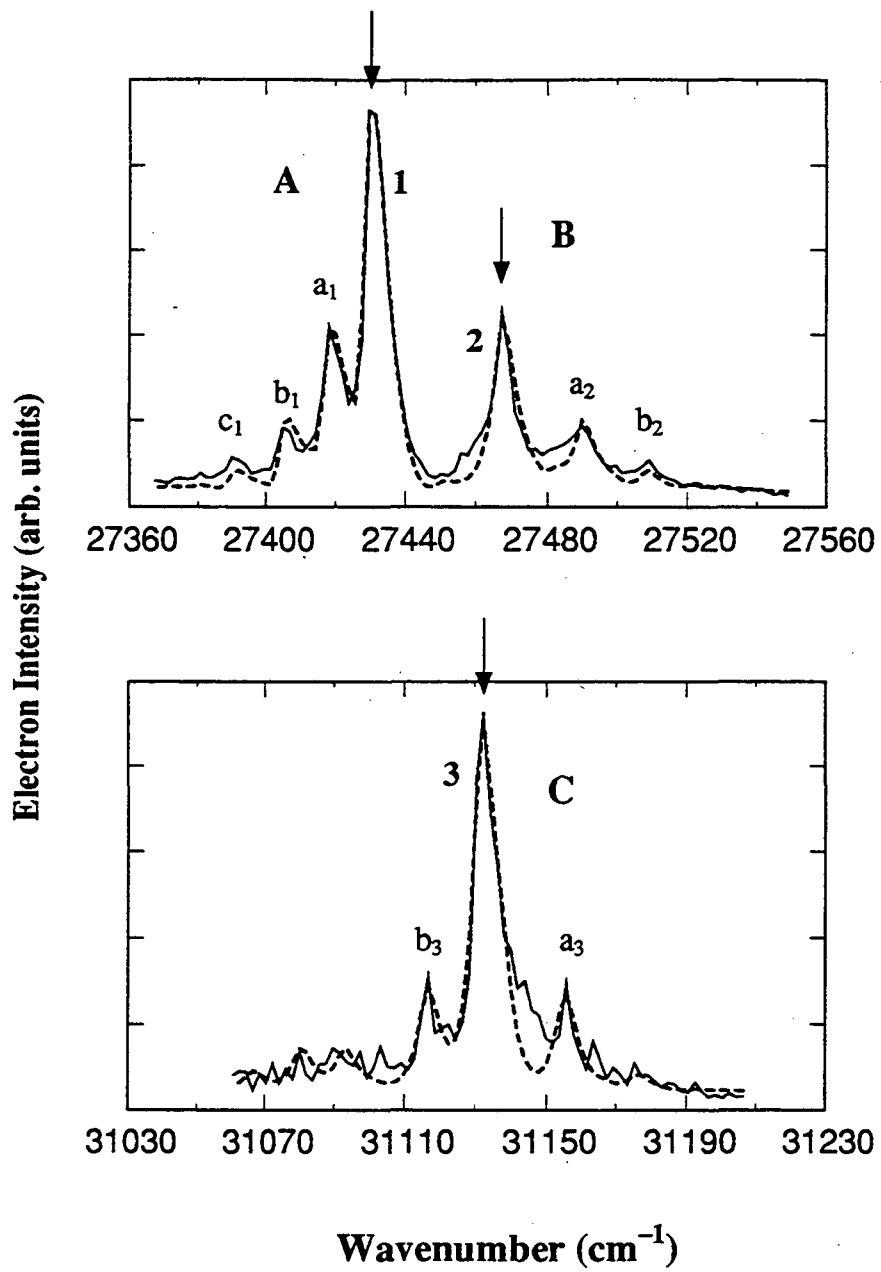 A
1
B
a₁
2
b₁
a₂
c₁
b₂
27360 27400 27440 27480 27520 27560
Electron Intensity (arb. units)
3
C
b₃
a₃
31030 31070 31110 31150 31190 31230
Wavenumber (cm⁻¹)